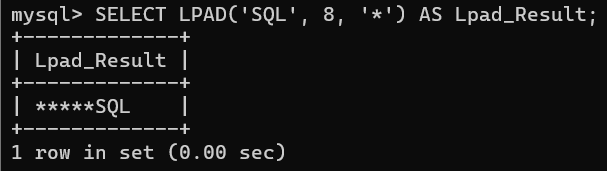 mysql> SELECT LPAD('SQL', 8, '*') AS Lpad_Result;
+-------------+
| Lpad_Result |
+-------------+
| *****SQL    |
+-------------+
1 row in set (0.00 sec)